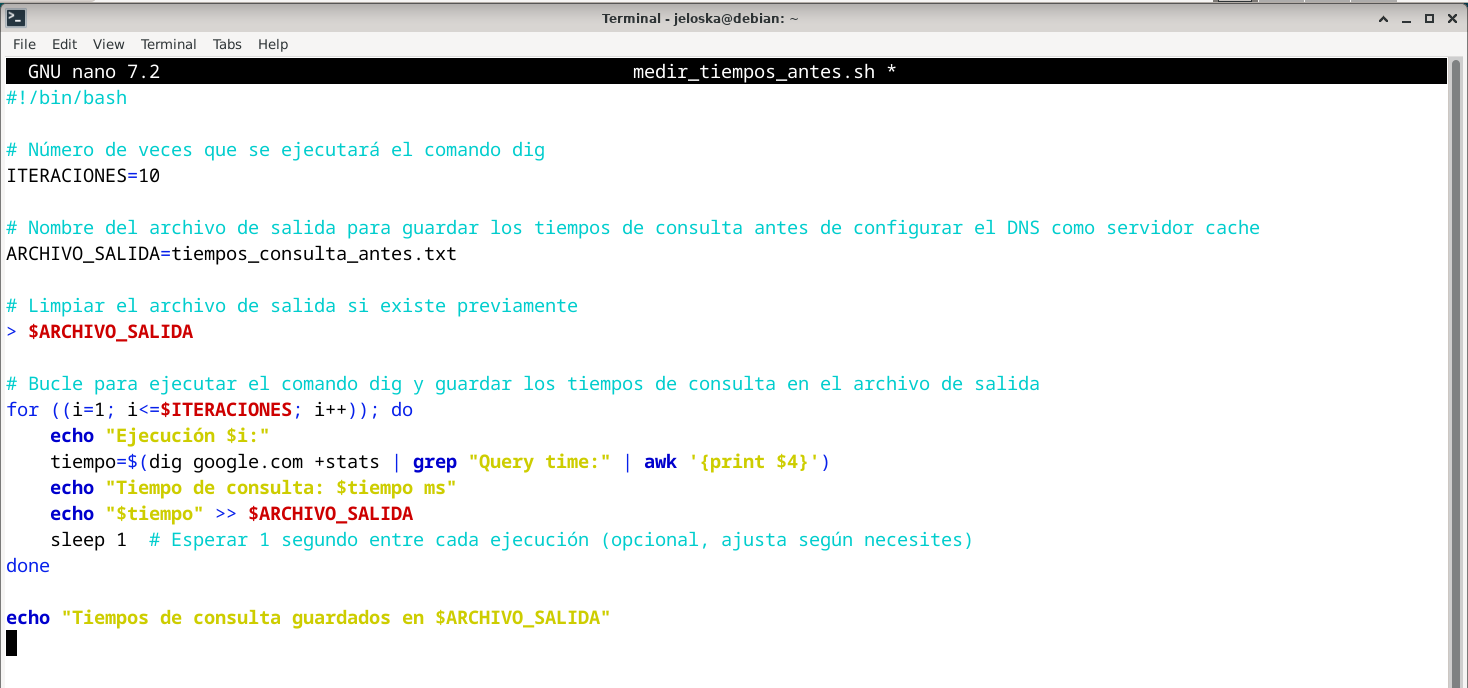 Terminal - jeloska@debian: ~
File Edit View Terminal Tabs Help
GNU nano 7.2 medir_tiempos_antes.sh *
#!/bin/bash
# Número de veces que se ejecutará el comando dig
ITERACIONES=10
# Nombre del archivo de salida para guardar los tiempos de consulta antes de configurar el DNS como servidor cache
ARCHIVO_SALIDA=tiempos_consulta_antes.txt
# Limpiar el archivo de salida si existe previamente
> $ARCHIVO_SALIDA
# Bucle para ejecutar el comando dig y guardar los tiempos de consulta en el archivo de salida
for ((i=1; i<=$ITERACIONES; i++)); do
    echo "Ejecución $i:"
    tiempo=$(dig google.com +stats | grep "Query time:" | awk '{print $4}')
    echo "Tiempo de consulta: $tiempo ms"
    echo "$tiempo" >> $ARCHIVO_SALIDA
    sleep 1  # Esperar 1 segundo entre cada ejecución (opcional, ajusta según necesites)
done
echo "Tiempos de consulta guardados en $ARCHIVO_SALIDA"